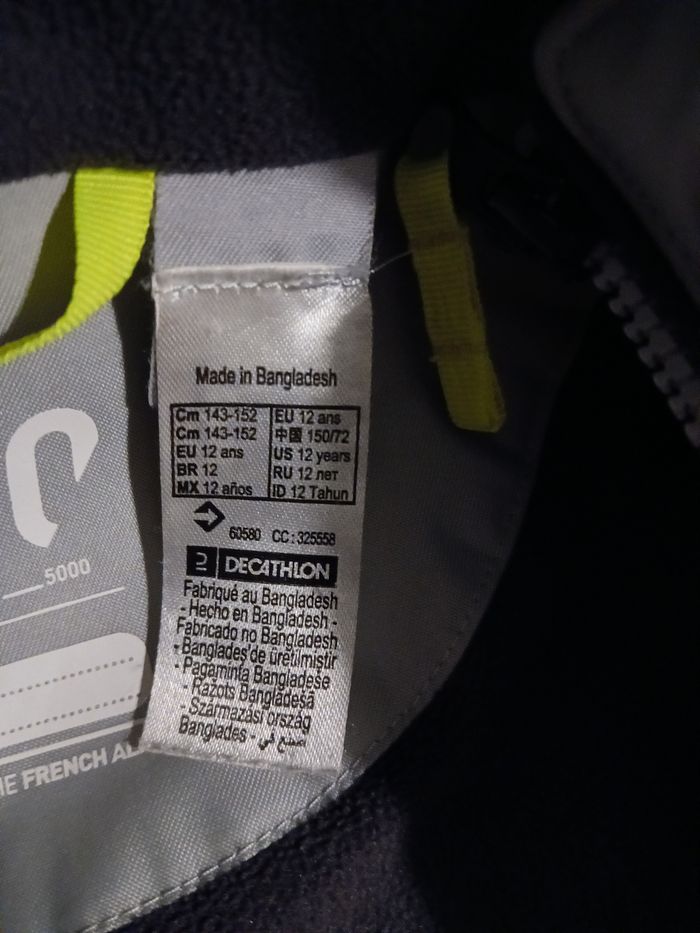 Made in Bangladesh
Cm 143-152 EU 12 ans
Cm 143-152 中国 150/72
EU 12 ans US 12 years
BR 12 RU 12 лет
MX 12 años ID 12 Tahun
60580 CC : 325558
DECATHLON
Fabriqué au Bangladesh
- Hecho en Bangladesh -
Fabricado no Bangladesh
- Banglades'de üretilmiştir
- Pagaminta Bangladeše
- Ražots Bangladešā
- Származási ország
Banglades - صنع في
5000
FRENCH